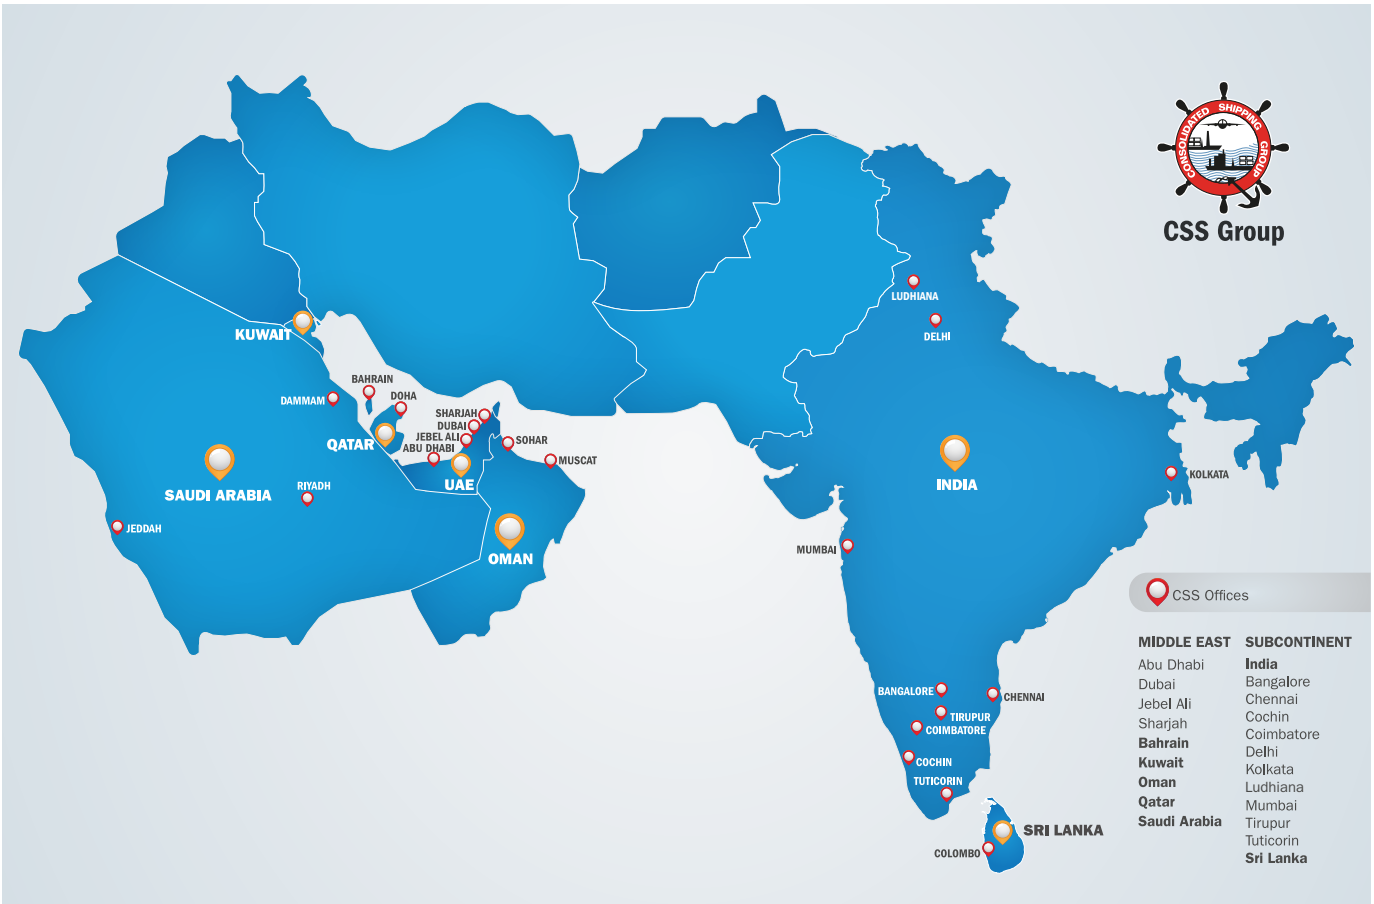 CONSOLIDATED SHIPPING GROUP
CSS Group
LUDHIANA
DELHI
KUWAIT
BAHRAIN
DOHA
DAMMAM
SHARJAH
DUBAI
JEBEL ALI
ABU DHABI
SOHAR
MUSCAT
QATAR
UAE
SAUDI ARABIA
RIYADH
JEDDAH
OMAN
INDIA
KOLKATA
MUMBAI
BANGALORE
CHENNAI
TIRUPUR
COIMBATORE
COCHIN
TUTICORIN
SRI LANKA
COLOMBO
CSS Offices
MIDDLE EAST
Abu Dhabi
Dubai
Jebel Ali
Sharjah
Bahrain
Kuwait
Oman
Qatar
Saudi Arabia
SUBCONTINENT
India
Bangalore
Chennai
Cochin
Coimbatore
Delhi
Kolkata
Ludhiana
Mumbai
Tirupur
Tuticorin
Sri Lanka